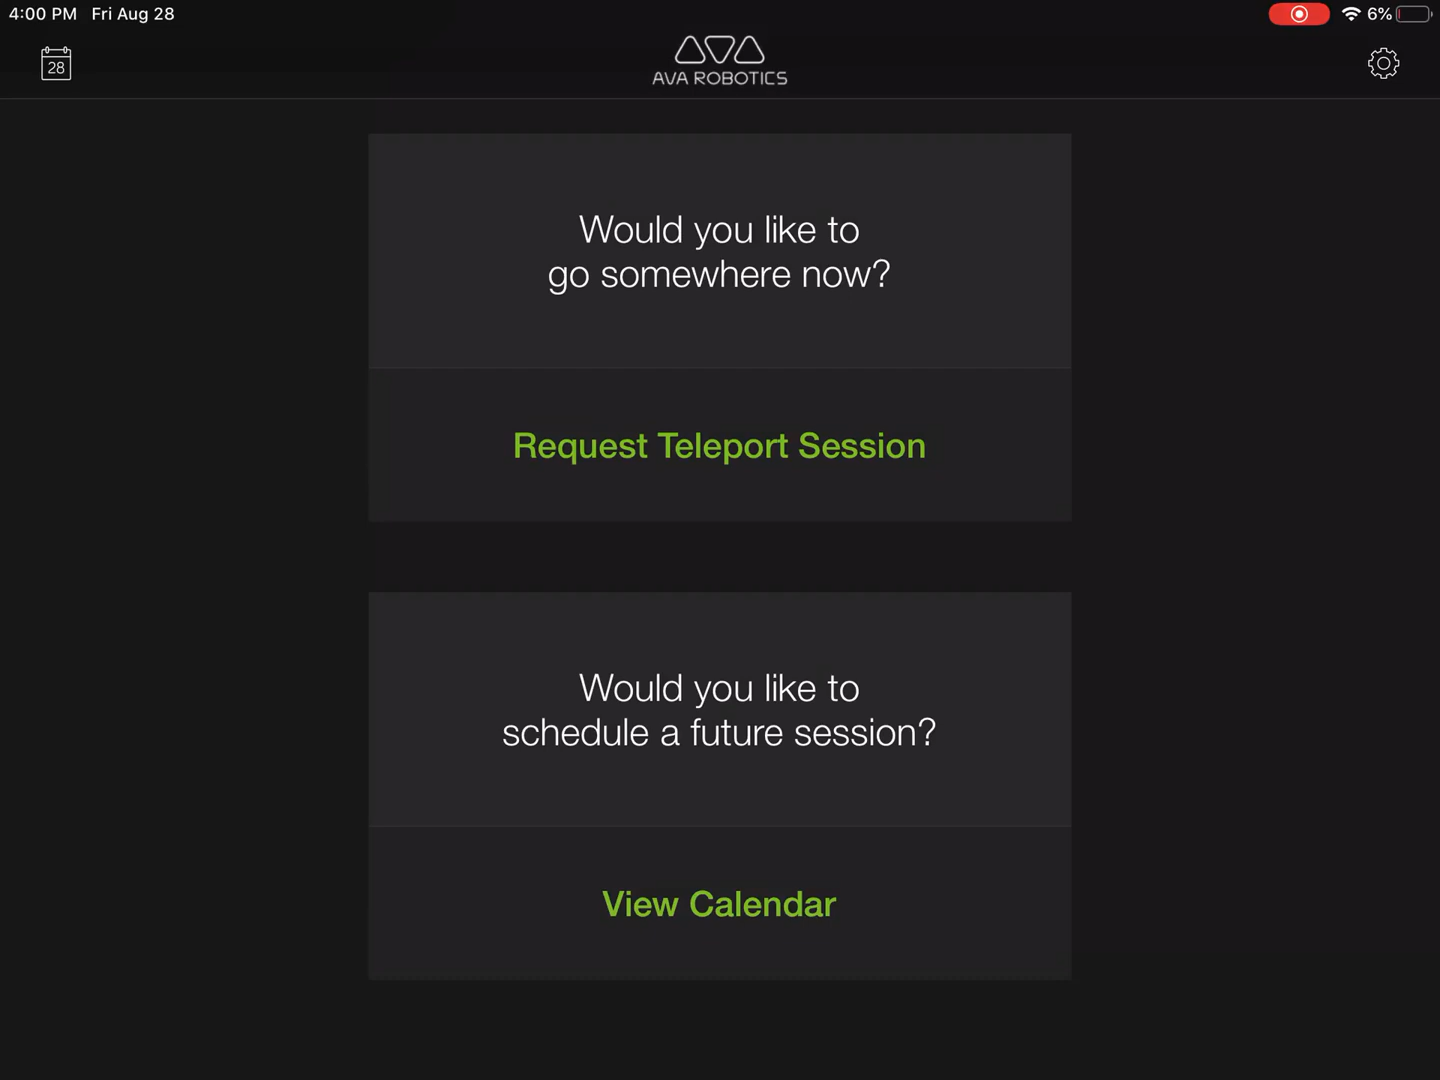 4:00 PM Fri Aug 28
6%
28
AVA ROBOTICS
Would you like to
go somewhere now?
Request Teleport Session
Would you like to
schedule a future session?
View Calendar